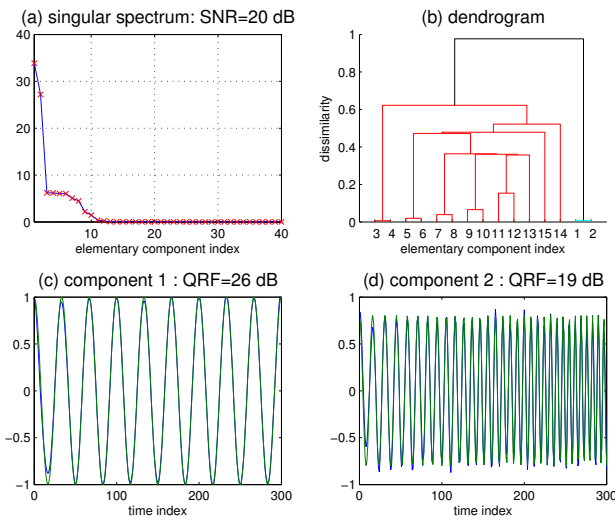 (a) singular spectrum: SNR=20 dB
40
30
20
10
0
10 20 30 40
elementary component index
(b) dendrogram
dissimilarity
1
0.8
0.6
0.4
0.2
0
3 4 5 6 7 8 9 10 11 12 13 15 14 1 2
elementary component index
(c) component 1 : QRF=26 dB
1
0.5
0
−0.5
−1
0 100 200 300
time index
(d) component 2 : QRF=19 dB
1
0.5
0
−0.5
−1
0 100 200 300
time index